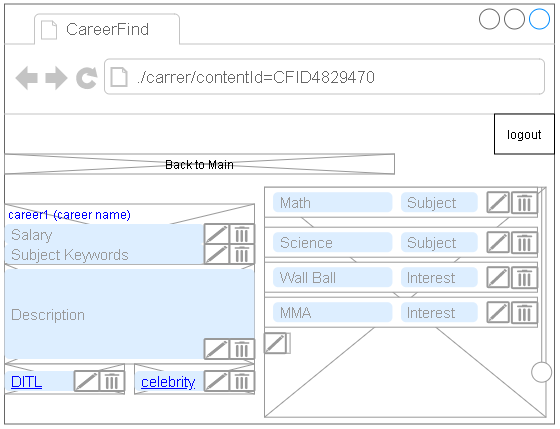 CareerFind
./carrer/contentId=CFID4829470
logout
Back to Main
career1 (career name)
Salary
Subject Keywords
Description
DITL
celebrity
Math Subject
Science Subject
Wall Ball Interest
MMA Interest